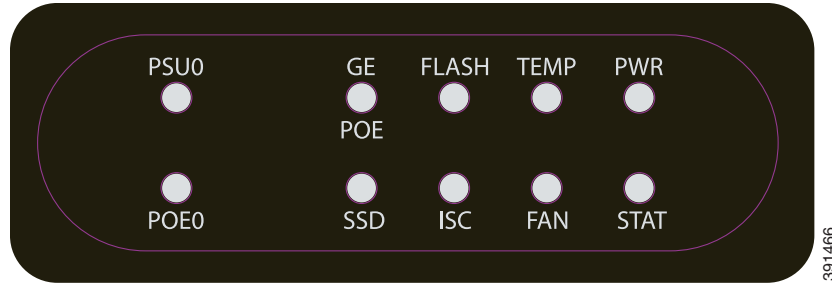 PSU0 GE FLASH TEMP PWR
POE
POE0 SSD ISC FAN STAT
391466